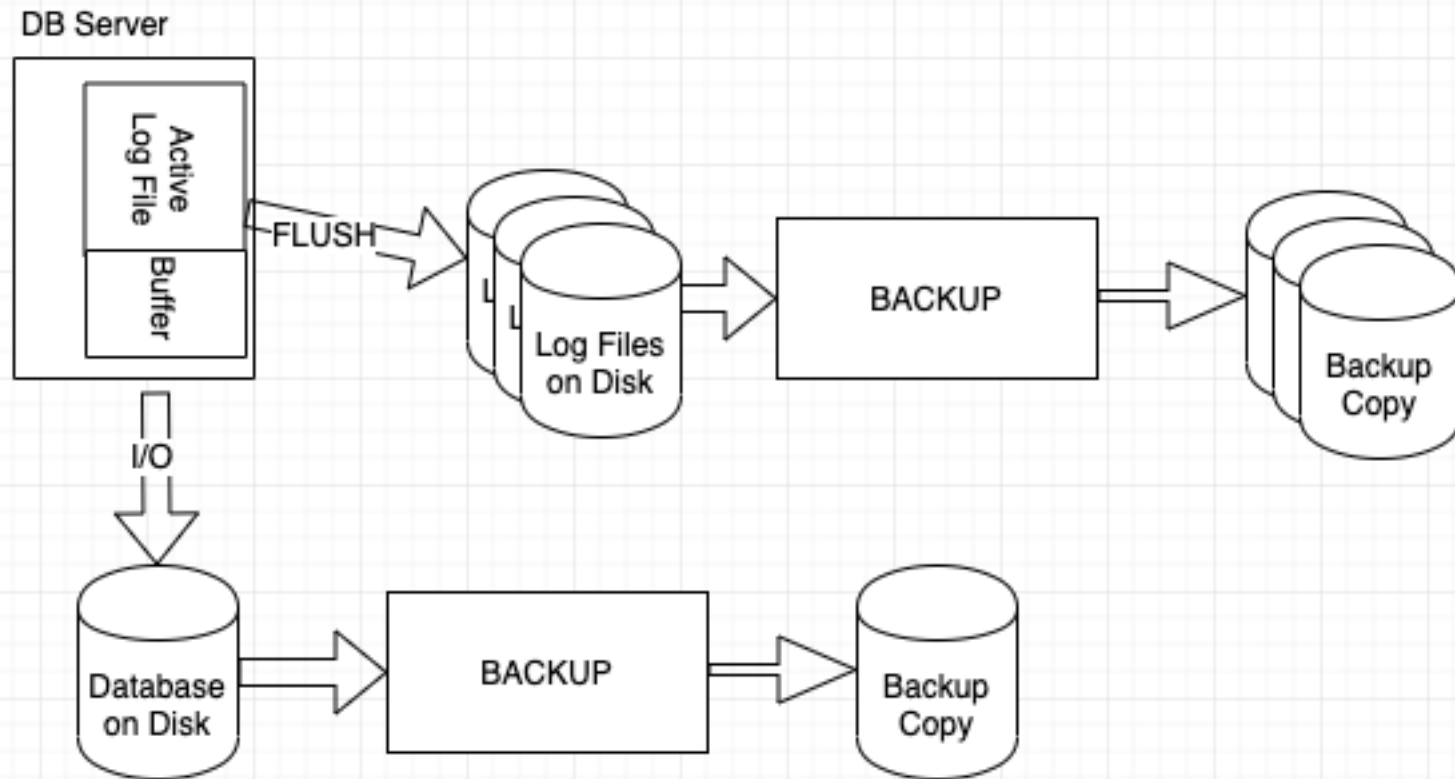 DB Server
Active
Log File
Buffer
FLUSH
L
L
Log Files
on Disk
BACKUP
Backup
Copy
I/O
Database
on Disk
BACKUP
Backup
Copy